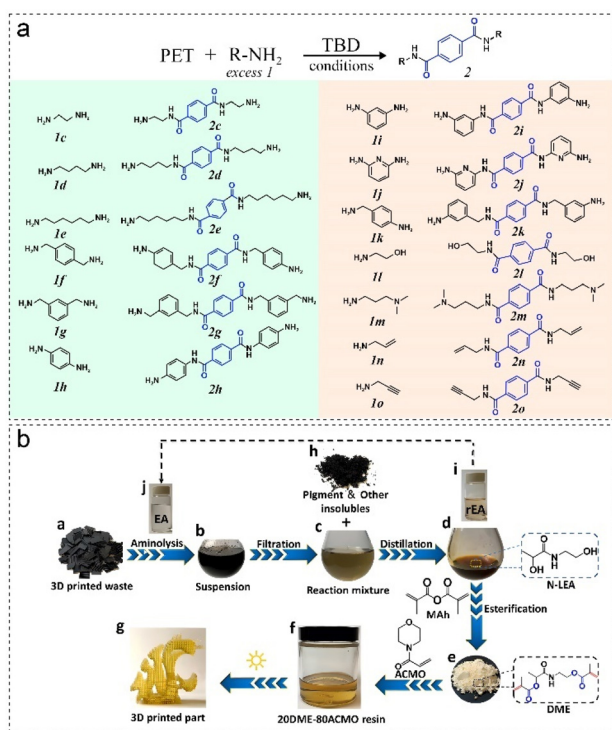 a
PET + R-NH₂
excess 1
TBD
conditions
2
1c
2c
1d
2d
1e
2e
1f
2f
1g
2g
1h
2h
1i
2i
1j
2j
1k
2k
1l
2l
1m
2m
1n
2n
1o
2o
b
h
Pigment & Other
insolubles
+
j
EA
i
rEA
a
3D printed waste
Aminolysis
b
Suspension
Filtration
c
Reaction mixture
Distillation
d
N-LEA
MAh
Esterification
ACMO
e
DME
f
20DME-80ACMO resin
g
3D printed part